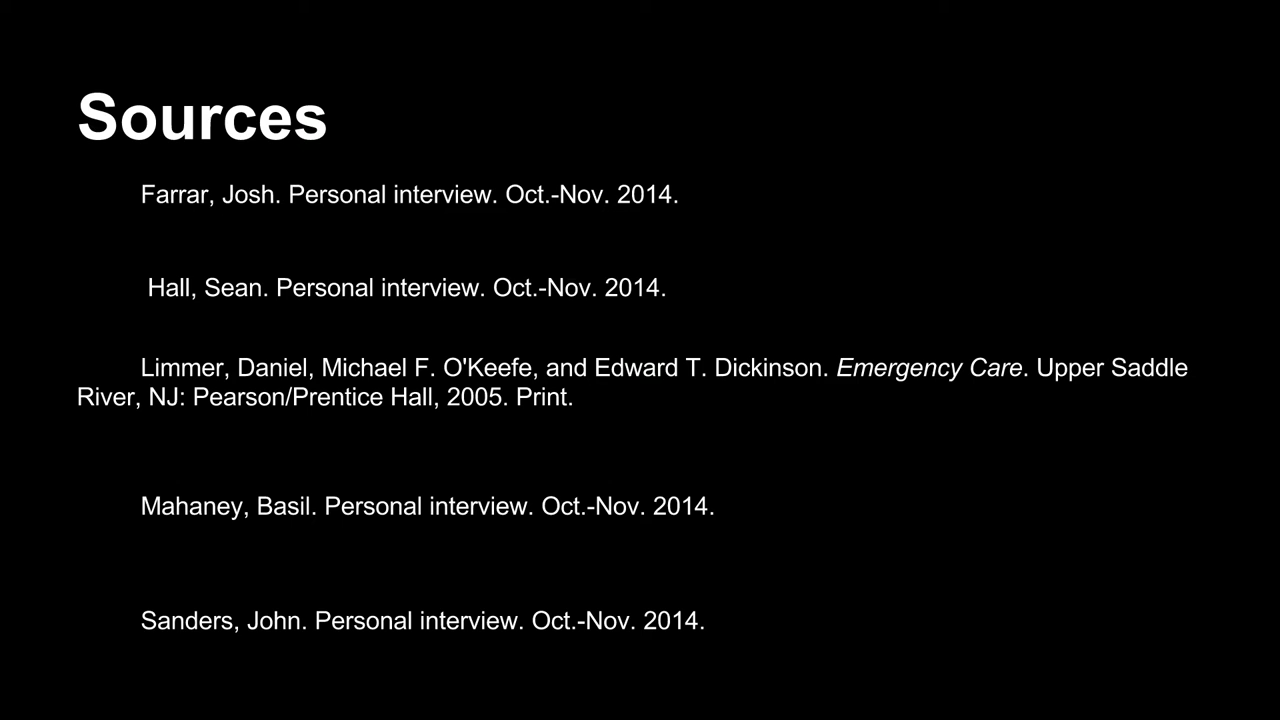 Sources
Farrar, Josh. Personal interview. Oct.-Nov. 2014.
Hall, Sean. Personal interview. Oct.-Nov. 2014.
Limmer, Daniel, Michael F. O'Keefe, and Edward T. Dickinson. Emergency Care. Upper Saddle
River, NJ: Pearson/Prentice Hall, 2005. Print.
Mahaney, Basil. Personal interview. Oct.-Nov. 2014.
Sanders, John. Personal interview. Oct.-Nov. 2014.